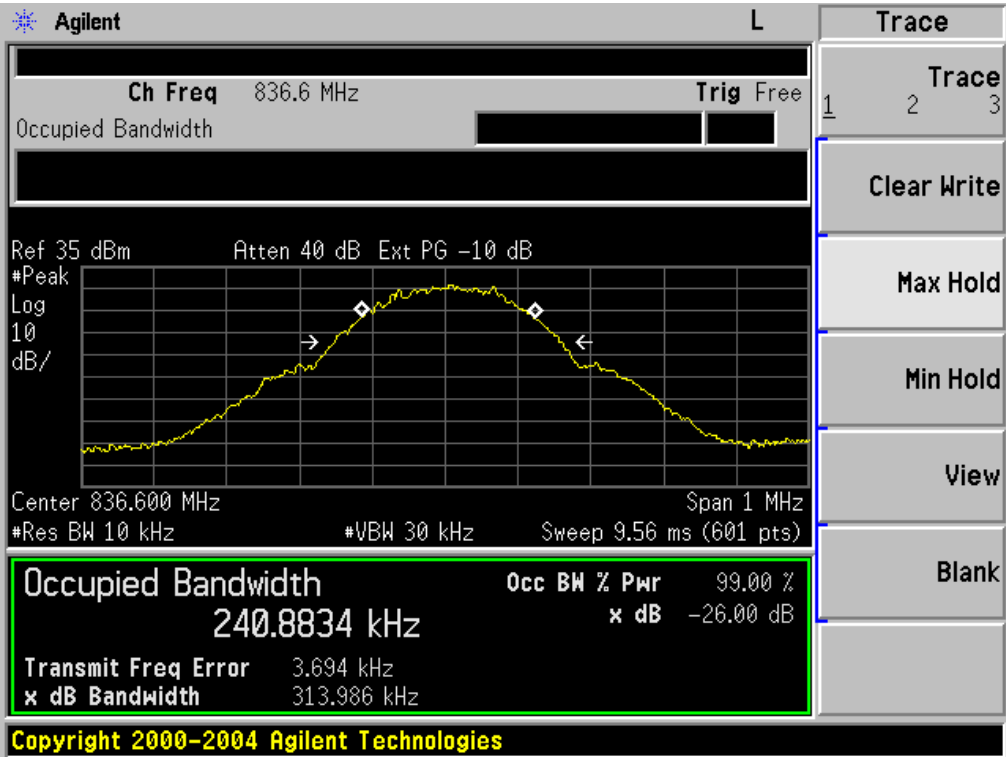 Agilent L Trace
Ch Freq 836.6 MHz Trig Free
Occupied Bandwidth
Trace
1 2 3
Clear Write
Ref 35 dBm Atten 40 dB Ext PG -10 dB
#Peak
Log
10
dB/
Max Hold
Min Hold
View
Center 836.600 MHz Span 1 MHz
#Res BW 10 kHz #VBW 30 kHz Sweep 9.56 ms (601 pts)
Blank
Occupied Bandwidth Occ BW % Pwr 99.00 %
240.8834 kHz x dB -26.00 dB
Transmit Freq Error 3.694 kHz
x dB Bandwidth 313.986 kHz
Copyright 2000-2004 Agilent Technologies